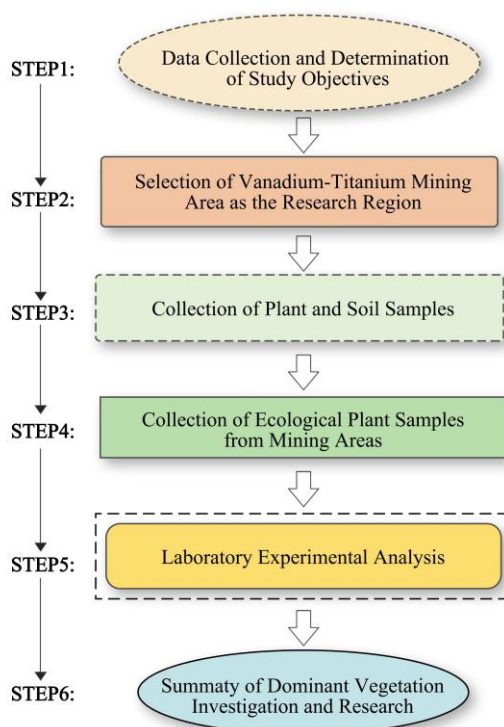 STEP1:
Data Collection and Determination
of Study Objectives
STEP2:
Selection of Vanadium-Titanium Mining
Area as the Research Region
STEP3:
Collection of Plant and Soil Samples
STEP4:
Collection of Ecological Plant Samples
from Mining Areas
STEP5:
Laboratory Experimental Analysis
STEP6:
Summaty of Dominant Vegetation
Investigation and Research